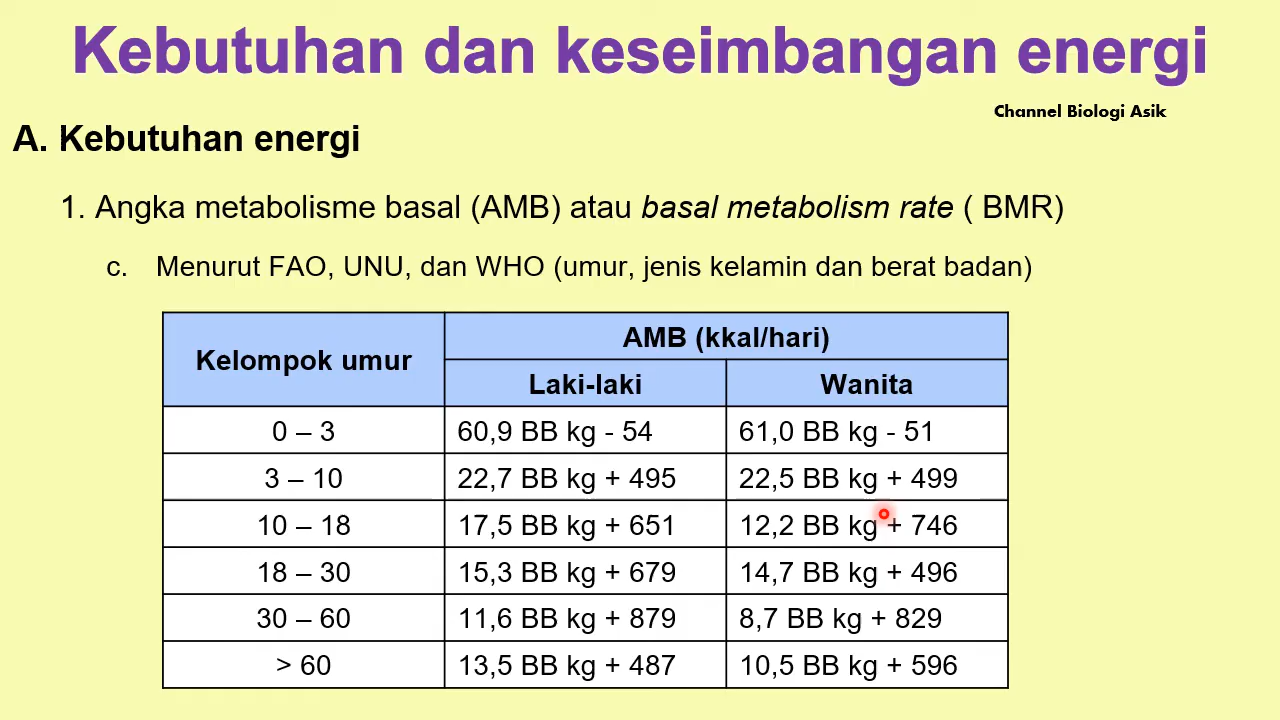 Kebutuhan dan keseimbangan energi
Channel Biologi Asik
A. Kebutuhan energi
1. Angka metabolisme basal (AMB) atau basal metabolism rate ( BMR)
c. Menurut FAO, UNU, dan WHO (umur, jenis kelamin dan berat badan)
Kelompok umur
AMB (kkal/hari)
Laki-laki
Wanita
0 – 3
60,9 BB kg - 54
61,0 BB kg - 51
3 – 10
22,7 BB kg + 495
22,5 BB kg + 499
10 – 18
17,5 BB kg + 651
12,2 BB kg + 746
18 – 30
15,3 BB kg + 679
14,7 BB kg + 496
30 – 60
11,6 BB kg + 879
8,7 BB kg + 829
> 60
13,5 BB kg + 487
10,5 BB kg + 596